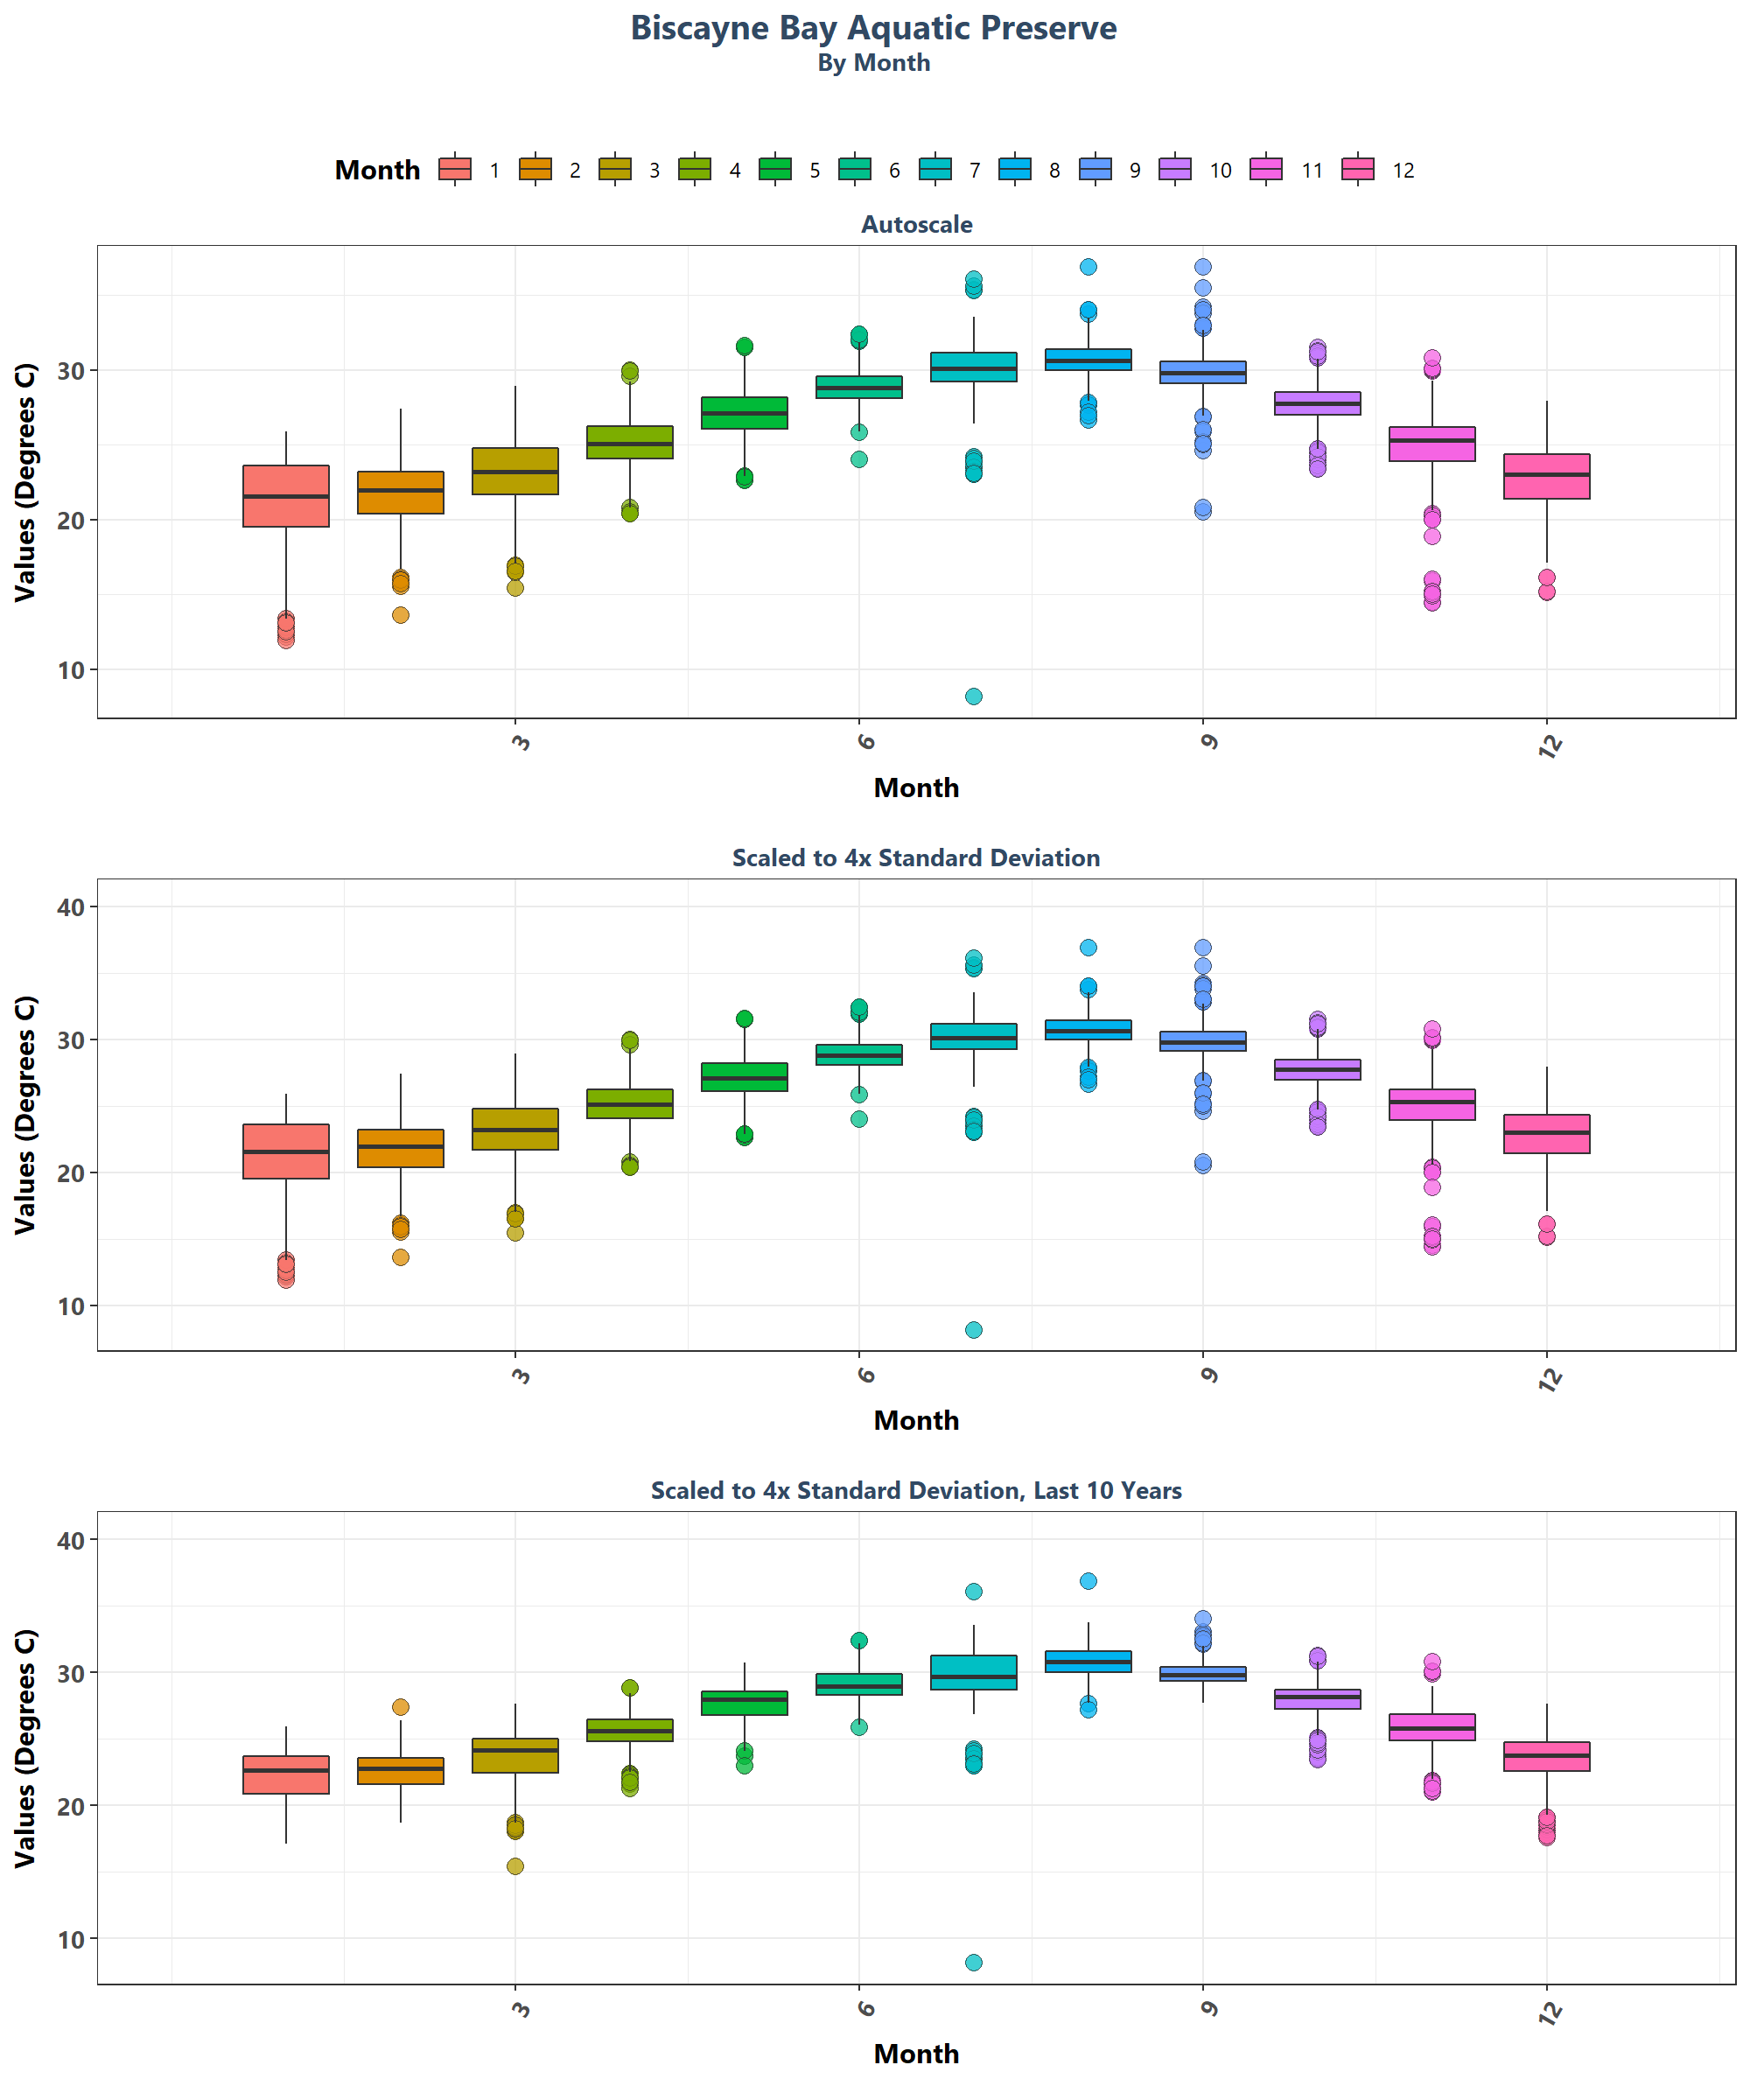 Biscayne Bay Aquatic Preserve
By Month
Month 1 2 3 4 5 6 7 8 9 10 11 12
Autoscale
Values (Degrees C)
30
20
10
3 6 9 12
Month
Scaled to 4x Standard Deviation
Values (Degrees C)
40
30
20
10
3 6 9 12
Month
Scaled to 4x Standard Deviation, Last 10 Years
Values (Degrees C)
40
30
20
10
3 6 9 12
Month